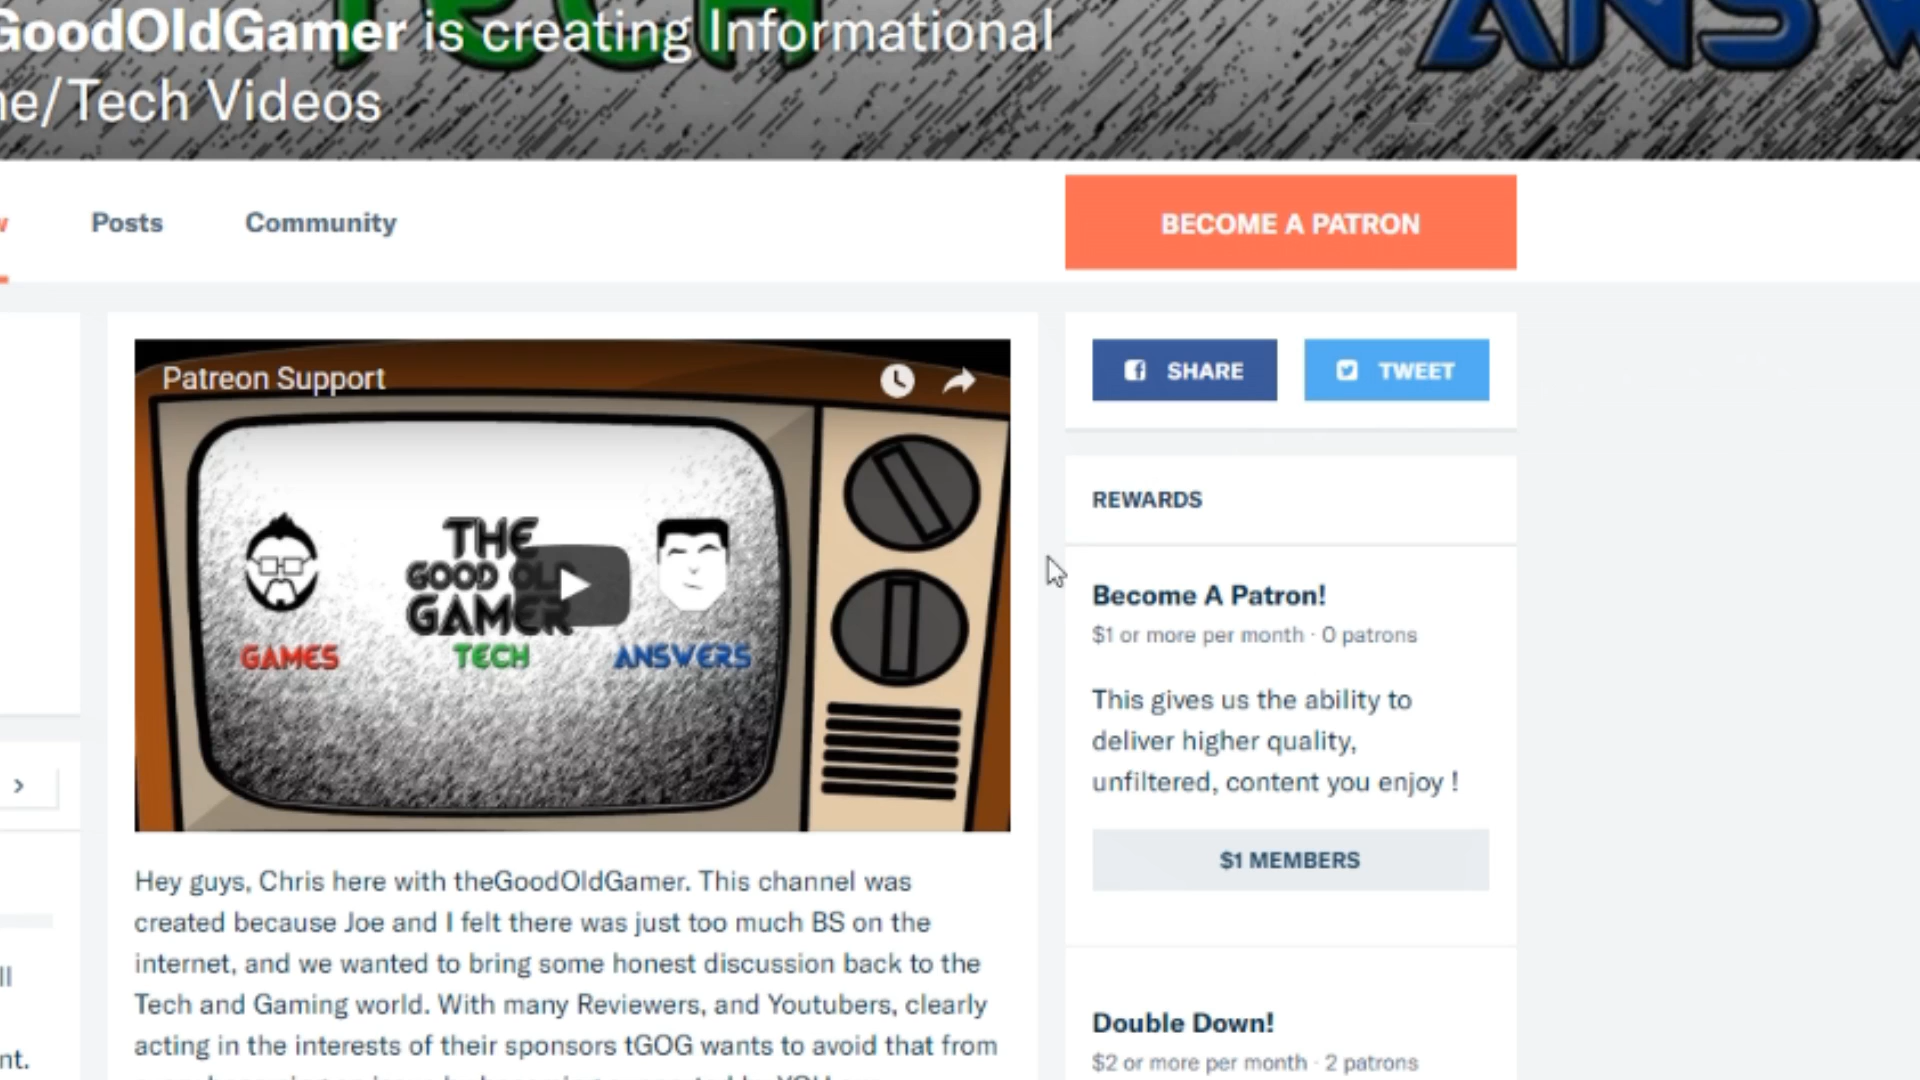 TECH
ANSW
GoodOldGamer is creating Informational
me/Tech Videos
Posts
Community
BECOME A PATRON
Patreon Support
SHARE
TWEET
THE
GOOD OLD
GAMER
GAMES
TECH
ANSWERS
REWARDS
Become A Patron!
$1 or more per month · 0 patrons
This gives us the ability to
deliver higher quality,
unfiltered, content you enjoy !
$1 MEMBERS
Hey guys, Chris here with theGoodOldGamer. This channel was
created because Joe and I felt there was just too much BS on the
internet, and we wanted to bring some honest discussion back to the
Tech and Gaming world. With many Reviewers, and Youtubers, clearly
acting in the interests of their sponsors tGOG wants to avoid that from
nt.
Double Down!
$2 or more per month · 2 patrons